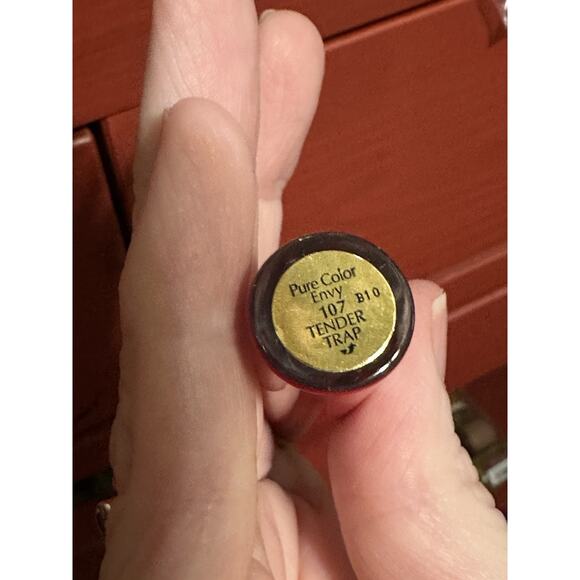 Pure Color
Envy
107 B10
TENDER
TRAP